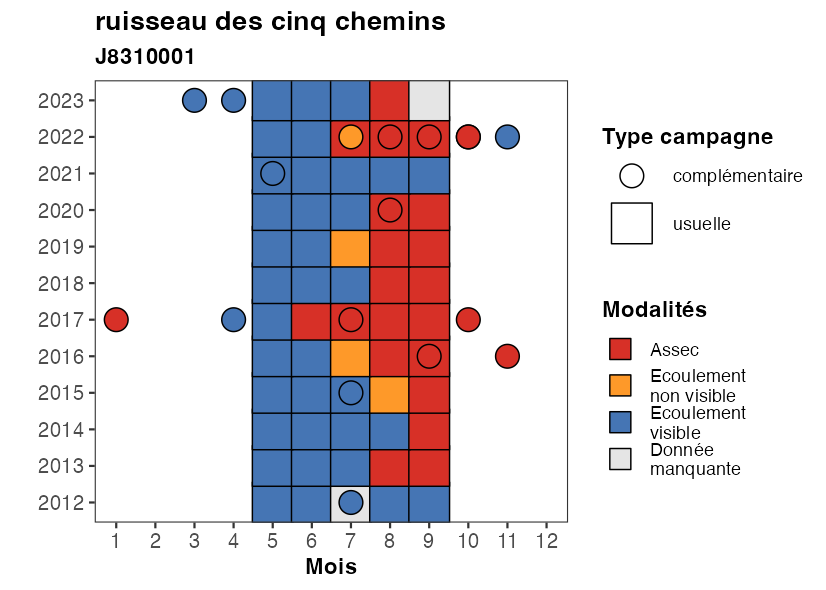 ruisseau des cinq chemins
J8310001
2023
2022
2021
2020
2019
2018
2017
2016
2015
2014
2013
2012
1 2 3 4 5 6 7 8 9 10 11 12
Mois
Type campagne
complémentaire
usuelle
Modalités
Assec
Ecoulement
non visible
Ecoulement
visible
Donnée
manquante